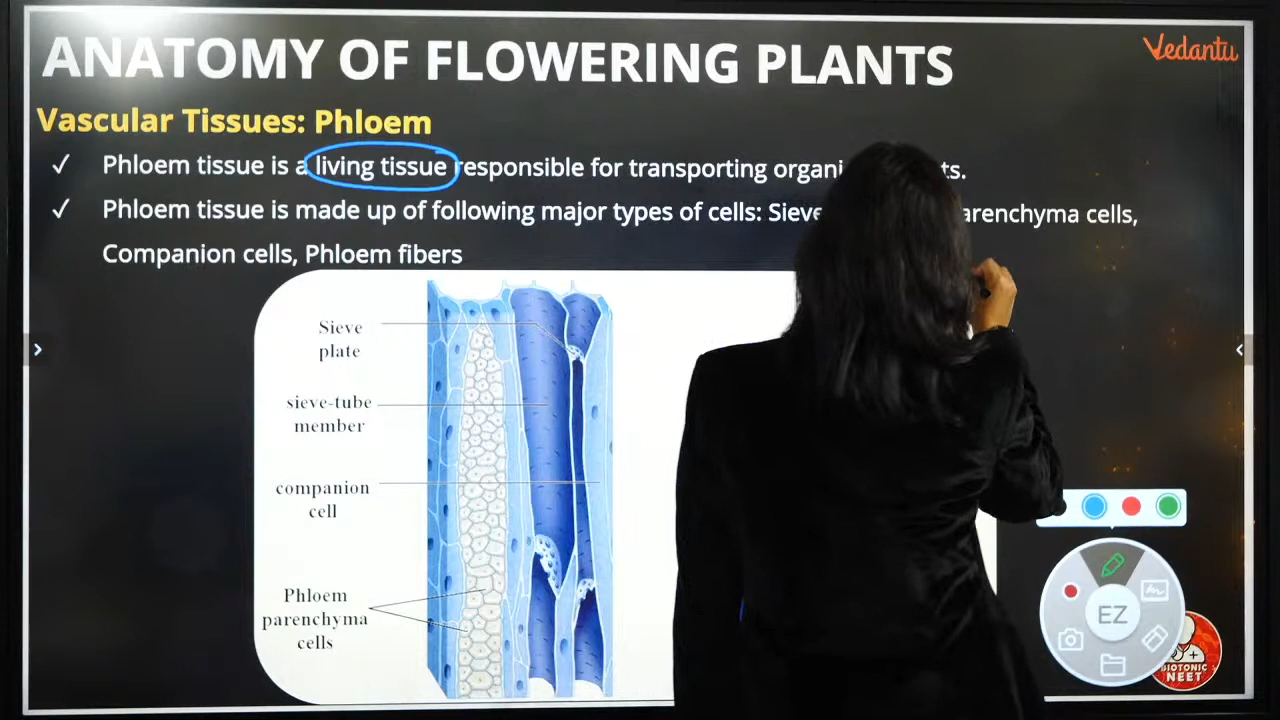 ANATOMY OF FLOWERING PLANTS
Vedantu
Vascular Tissues: Phloem
✓ Phloem tissue is a living tissue responsible for transporting
✓ Phloem tissue is made up of following major types of cells: Sieve cells,
Companion cells, Phloem fibers
Sieve
plate
sieve-tube
member
companion
cell
Phloem
parenchyma
cells
EZ
BIOTONIC
NEET